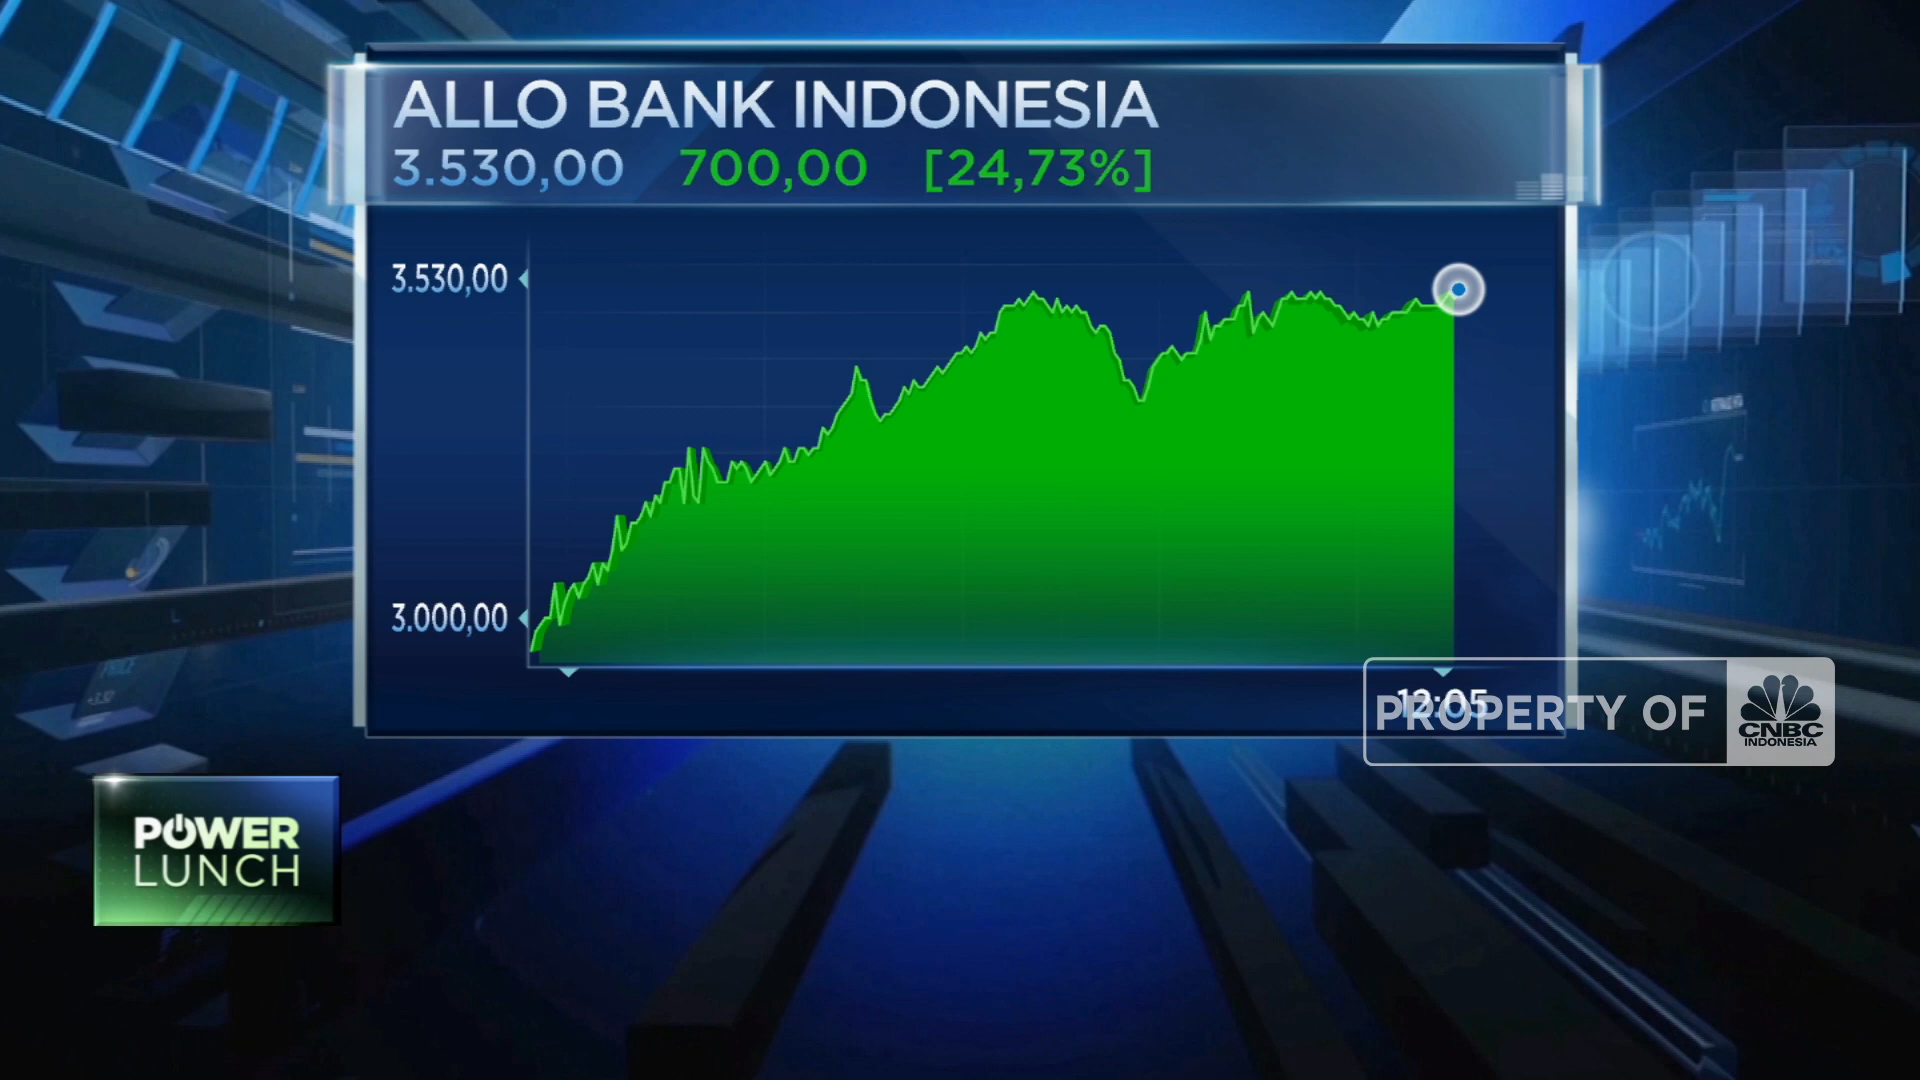 ALLO BANK INDONESIA
3.530,00 700,00 [24,73%]
3.530,00
3.000,00
12:05
PROPERTY OF
CNBC
INDONESIA
PRICE
POWER
LUNCH